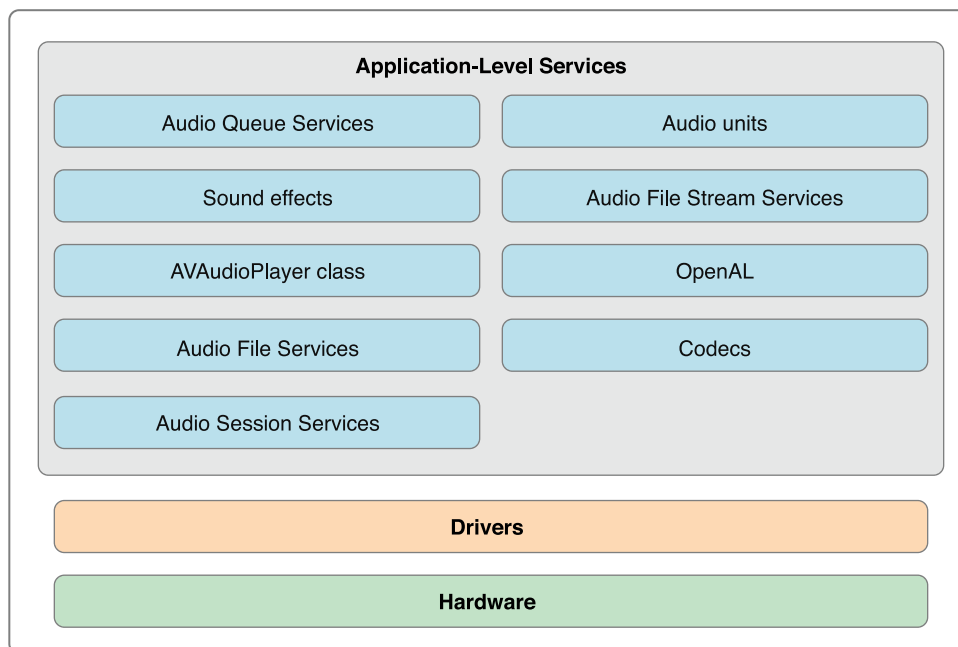 Application-Level Services
Audio Queue Services
Audio units
Sound effects
Audio File Stream Services
AVAudioPlayer class
OpenAL
Audio File Services
Codecs
Audio Session Services
Drivers
Hardware